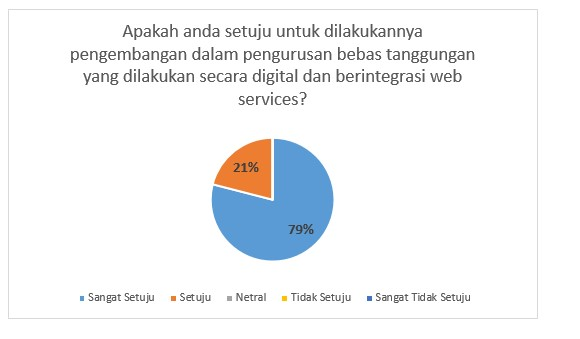 Apakah anda setuju untuk dilakukannya
pengembangan dalam pengurusan bebas tanggungan
yang dilakukan secara digital dan berintegrasi web
services?
21%
79%
Sangat Setuju Setuju Netral Tidak Setuju Sangat Tidak Setuju